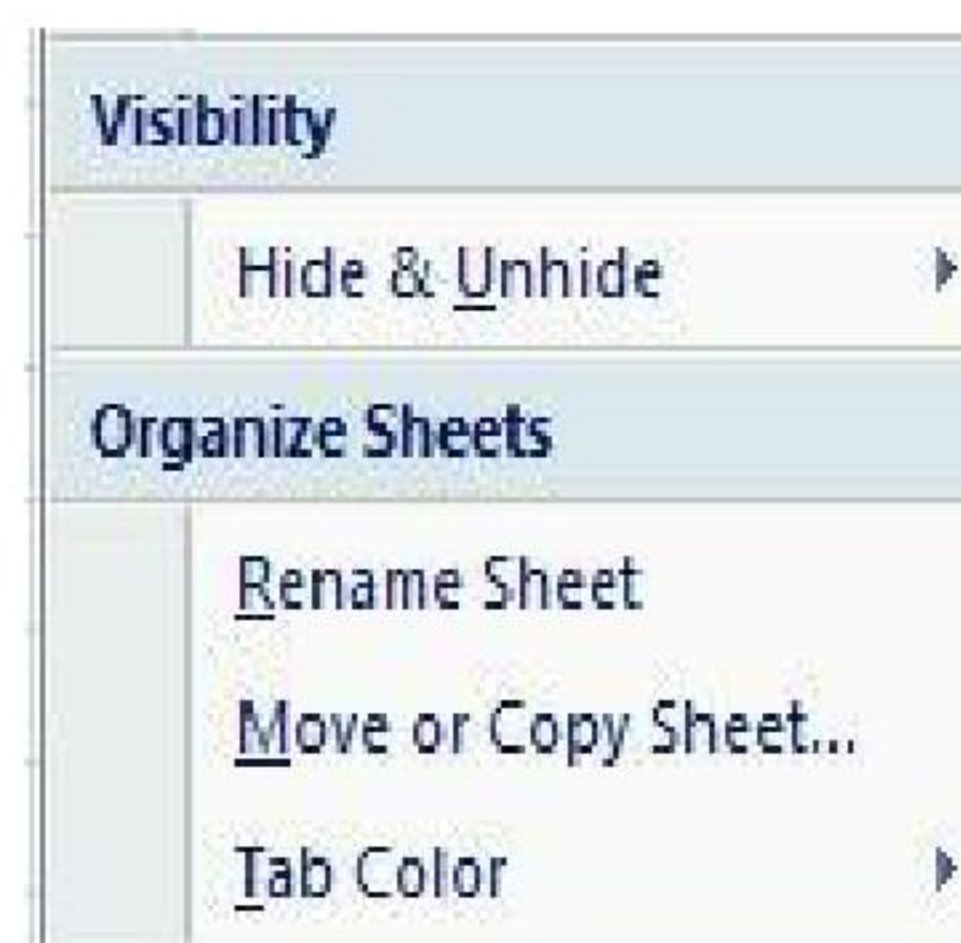 Visibility
Hide & Unhide
Organize Sheets
Rename Sheet
Move or Copy Sheet...
Tab Color